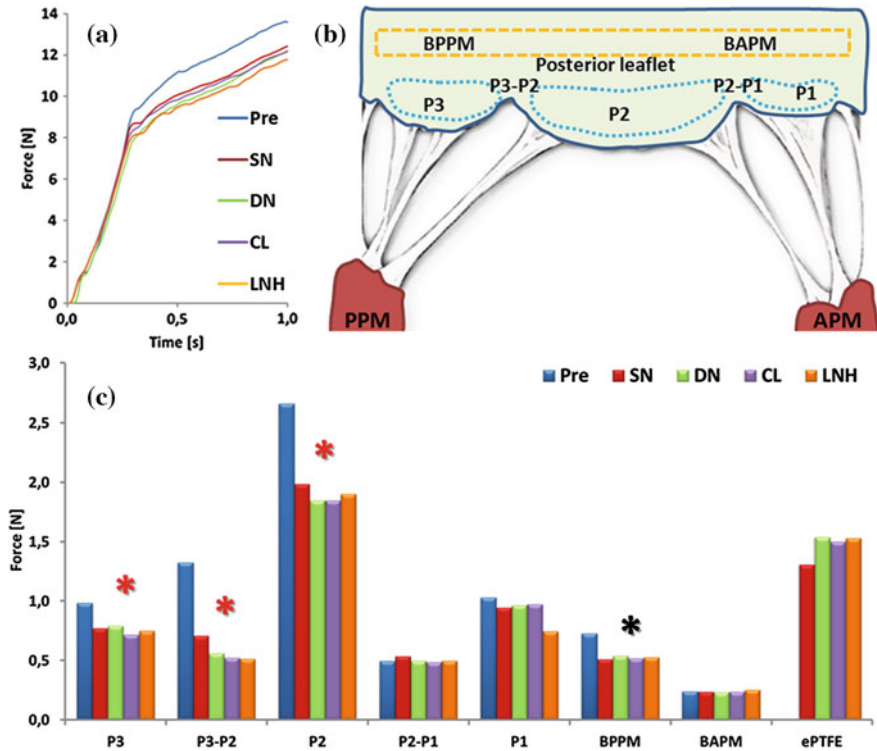 (a)
Force [N]
14
12
10
8
6
4
2
0
0,0
0,5
1,0
Time [s]
Pre
SN
DN
CL
LNH
(b)
BPPM
BAPM
Posterior leaflet
P3-P2
P2-P1
P3
P2
P1
PPM
APM
(c)
Pre
SN
DN
CL
LNH
Force [N]
3,0
2,5
2,0
1,5
1,0
0,5
0,0
*
*
*
*
P3
P3-P2
P2
P2-P1
P1
BPPM
BAPM
ePTFE